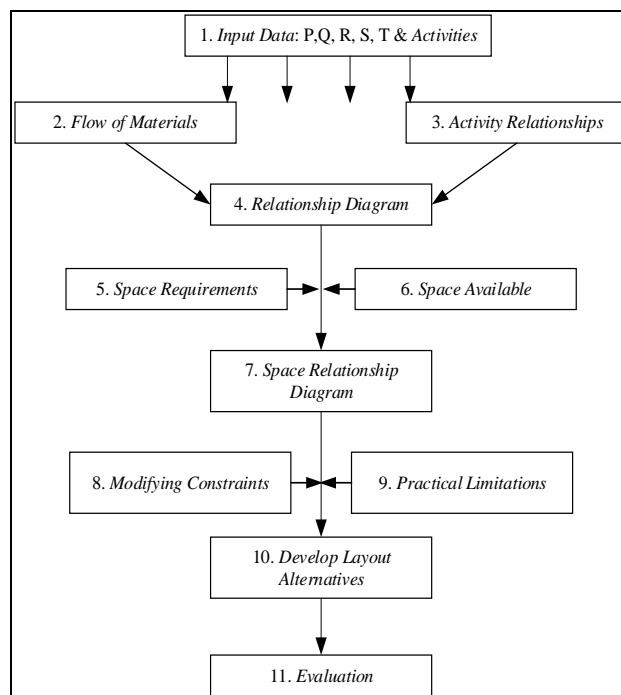 1. Input Data: P,Q, R, S, T & Activities
2. Flow of Materials
3. Activity Relationships
4. Relationship Diagram
5. Space Requirements
6. Space Available
7. Space Relationship
Diagram
8. Modifying Constraints
9. Practical Limitations
10. Develop Layout
Alternatives
11. Evaluation